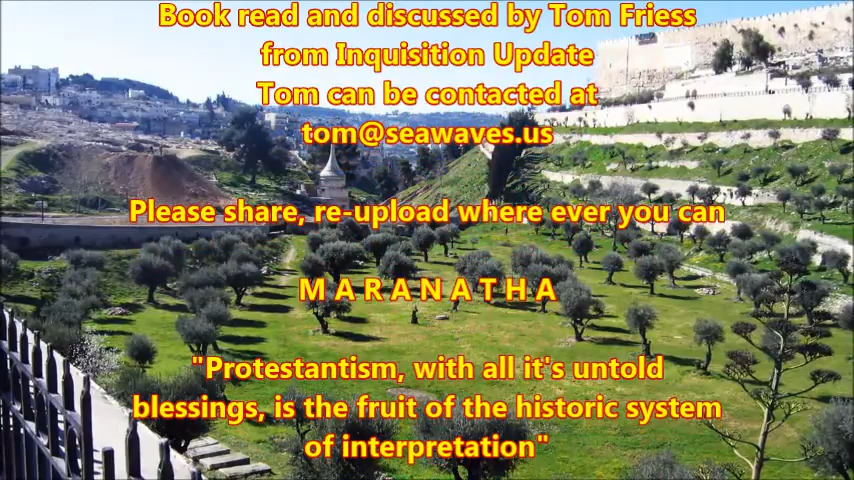 Book read and discussed by Tom Friess
from Inquisition Update
Tom can be contacted at
tom@seawaves.us
Please share, re-upload where ever you can
M A R A N A T H A
"Protestantism, with all it's untold
blessings, is the fruit of the historic system
of interpretation"